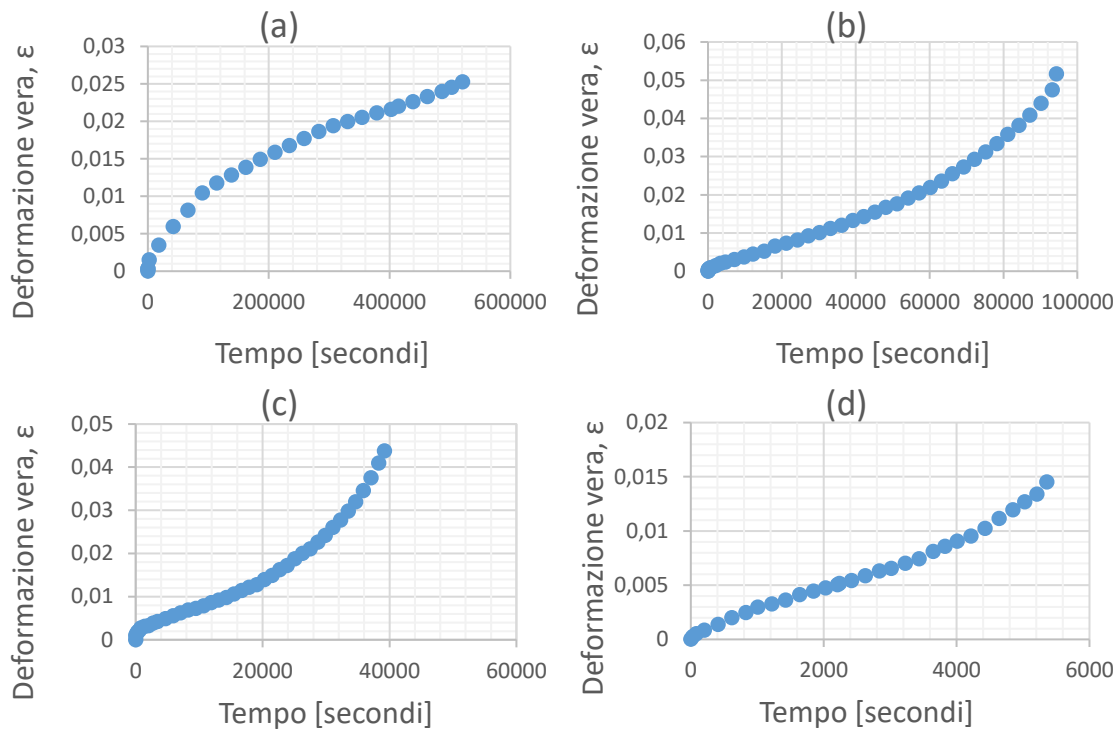 (a)
Deformazione vera, ε
0,03
0,025
0,02
0,015
0,01
0,005
0
0 200000 400000 600000
Tempo [secondi]
(b)
Deformazione vera, ε
0,06
0,05
0,04
0,03
0,02
0,01
0
0 20000 40000 60000 80000 100000
Tempo [secondi]
(c)
Deformazione vera, ε
0,05
0,04
0,03
0,02
0,01
0
0 20000 40000 60000
Tempo [secondi]
(d)
Deformazione vera, ε
0,02
0,015
0,01
0,005
0
0 2000 4000 6000
Tempo [secondi]